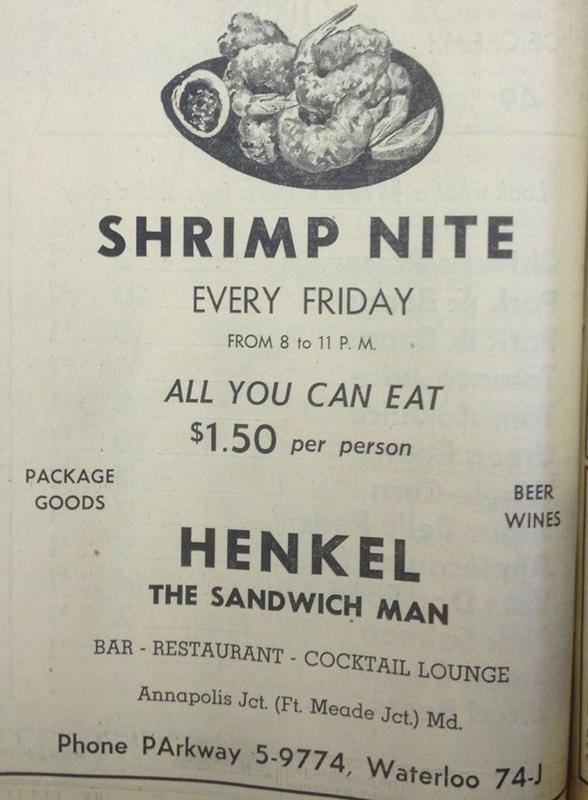 SHRIMP NITE
EVERY FRIDAY
FROM 8 to 11 P. M.
ALL YOU CAN EAT
$1.50 per person
PACKAGE
GOODS
BEER
WINES
HENKEL
THE SANDWICH MAN
BAR - RESTAURANT - COCKTAIL LOUNGE
Annapolis Jct. (Ft. Meade Jct.) Md.
Phone PArkway 5-9774, Waterloo 74-J